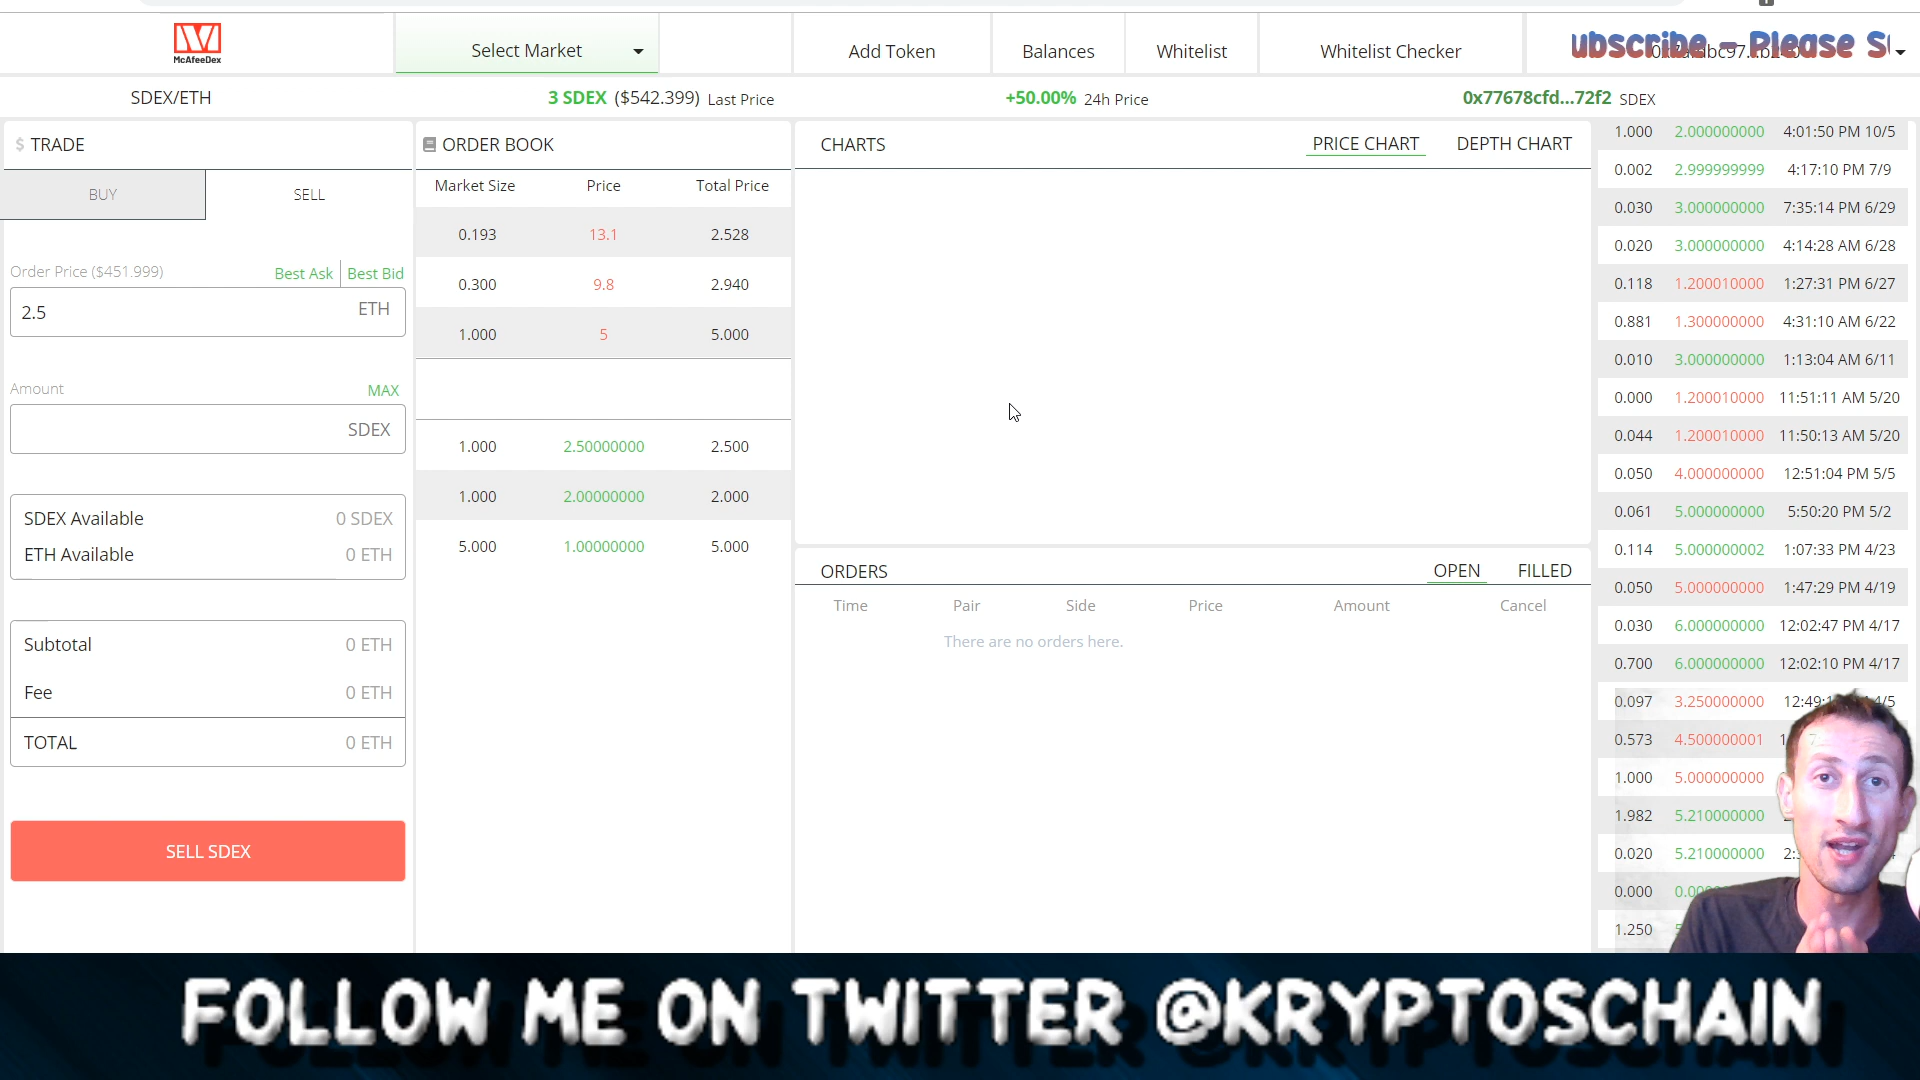 McAfeeDex
Select Market
Add Token
Balances
Whitelist
Whitelist Checker
ubscribe – Please S
SDEX/ETH
3 SDEX ($542.399) Last Price
+50.00% 24h Price
0x77678cfd...72f2 SDEX
$ TRADE
BUY
SELL
Order Price ($451.999)
Best Ask
Best Bid
2.5
ETH
Amount
MAX
SDEX
SDEX Available 0 SDEX
ETH Available 0 ETH
Subtotal 0 ETH
Fee 0 ETH
TOTAL 0 ETH
SELL SDEX
ORDER BOOK
Market Size Price Total Price
0.193 13.1 2.528
0.300 9.8 2.940
1.000 5 5.000
1.000 2.50000000 2.500
1.000 2.00000000 2.000
5.000 1.00000000 5.000
CHARTS
PRICE CHART
DEPTH CHART
ORDERS
OPEN
FILLED
Time Pair Side Price Amount Cancel
There are no orders here.
1.000 2.000000000 4:01:50 PM 10/5
0.002 2.999999999 4:17:10 PM 7/9
0.030 3.000000000 7:35:14 PM 6/29
0.020 3.000000000 4:14:28 AM 6/28
0.118 1.200010000 1:27:31 PM 6/27
0.881 1.300000000 4:31:10 AM 6/22
0.010 3.000000000 1:13:04 AM 6/11
0.000 1.200010000 11:51:11 AM 5/20
0.044 1.200010000 11:50:13 AM 5/20
0.050 4.000000000 12:51:04 PM 5/5
0.061 5.000000000 5:50:20 PM 5/2
0.114 5.000000002 1:07:33 PM 4/23
0.050 5.000000000 1:47:29 PM 4/19
0.030 6.000000000 12:02:47 PM 4/17
0.700 6.000000000 12:02:10 PM 4/17
0.097 3.250000000
0.573 4.500000001
1.000 5.000000000
1.982 5.210000000
0.020 5.210000000
0.000
1.250
FOLLOW ME ON TWITTER @KRYPTOSCHAIN